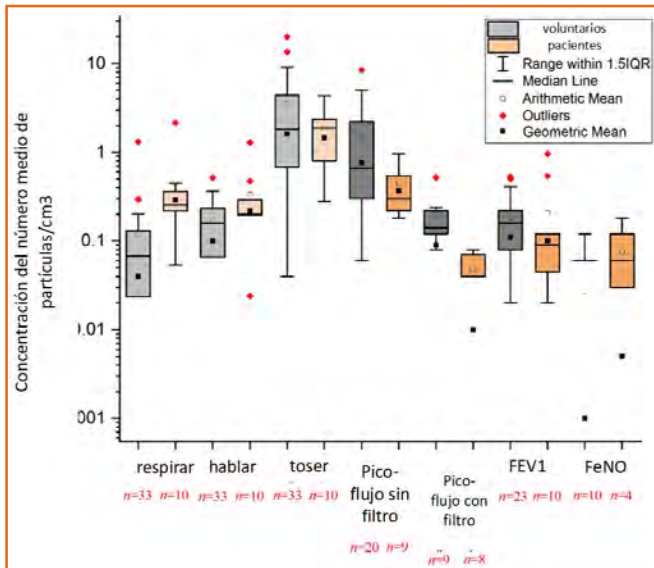 voluntarios
pacientes
Range within 1.5IQR
Median Line
Arithmetic Mean
Outliers
Geometric Mean
Concentración del número medio de
partículas/cm3
10
1
0.1
0.01
001
respirar
hablar
toser
Pico-
flujo sin
filtro
Pico-
flujo con
filtro
FEV1
FeNO
n=33
n=10
n=33
n=10
n=33
n=10
n=20
n=9
n=9
n=8
n=23
n=10
n=10
n=4